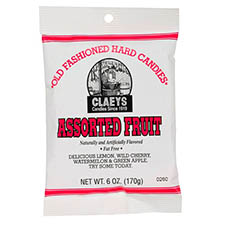 "OLD FASHIONED HARD CANDIES"
CLAEYS
Candies Since 1919
ASSORTED FRUIT
Naturally and Artificially Flavored
• Fat Free •
DELICIOUS LEMON, WILD CHERRY,
WATERMELON & GREEN APPLE.
TRY SOME TODAY.
NET WT. 6 OZ. (170g)
0260